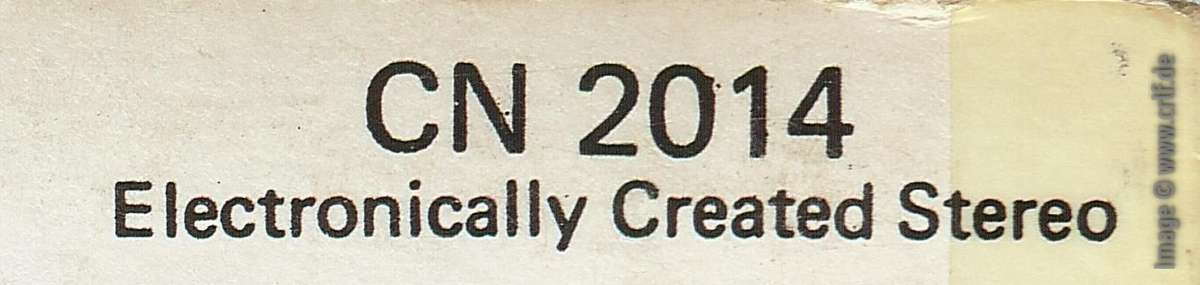 CN 2014
Electronically Created Stereo
Image © www.crlf.de